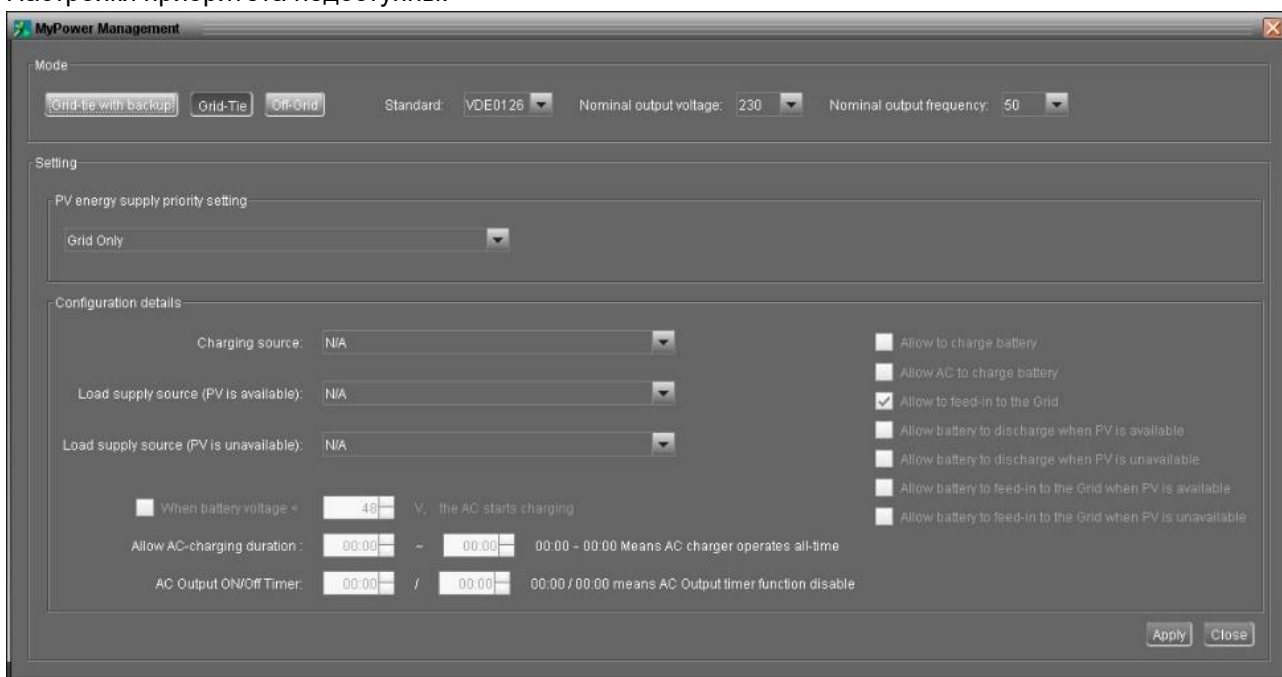 Настройки приоритета недоступны.
MyPower Management
Mode
Grid-tie with backup Grid-Tie Off-Grid Standard: VDE0126 Nominal output voltage: 230 Nominal output frequency: 50
Setting
PV energy supply priority setting
Grid Only
Configuration details
Charging source: N/A
Allow to charge battery
Allow AC to charge battery
Load supply source (PV is available): N/A
Allow to feed-in to the Grid
Allow battery to discharge when PV is available
Load supply source (PV is unavailable): N/A
Allow battery to discharge when PV is unavailable
Allow battery to feed-in to the Grid when PV is available
When battery voltage < 48 V, the AC starts charging
Allow battery to feed-in to the Grid when PV is unavailable
Allow AC-charging duration : 00:00 ~ 00:00 00:00 - 00:00 Means AC charger operates all-time
AC Output ON/Off Timer: 00:00 / 00:00 00:00 / 00:00 means AC Output timer function disable
Apply Close